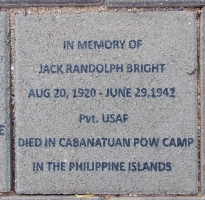 IN MEMORY OF
JACK RANDOLPH BRIGHT
AUG 20, 1920 - JUNE 29,1942
Pvt. USAF
DIED IN CABANATUAN POW CAMP
IN THE PHILIPPINE ISLANDS